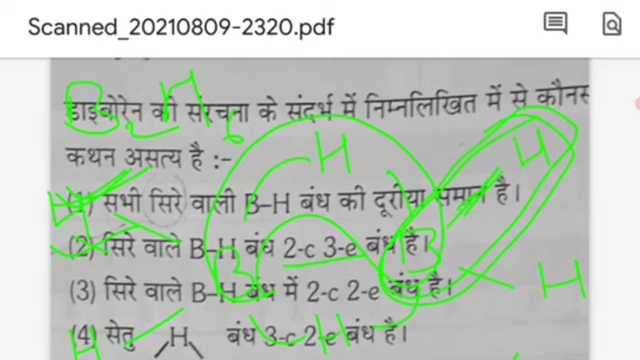 Scanned_20210809-2320.pdf
डाइबोरेन की संरचना के संदर्भ में निम्नलिखित में से कौनस
B2H6
कथन असत्य है :-
H
H
(1) सभी सिरे वाली B–H बंध की दूरीया समान है।
(2) सिरे वाले B–H बंध 2-c 3-e बंध है।
B
B
H
(3) सिरे वाले B–H बंध में 2-c 2-e बंध है।
H
H
(4) सेतु H बंध 3-c 2-e बंध है।